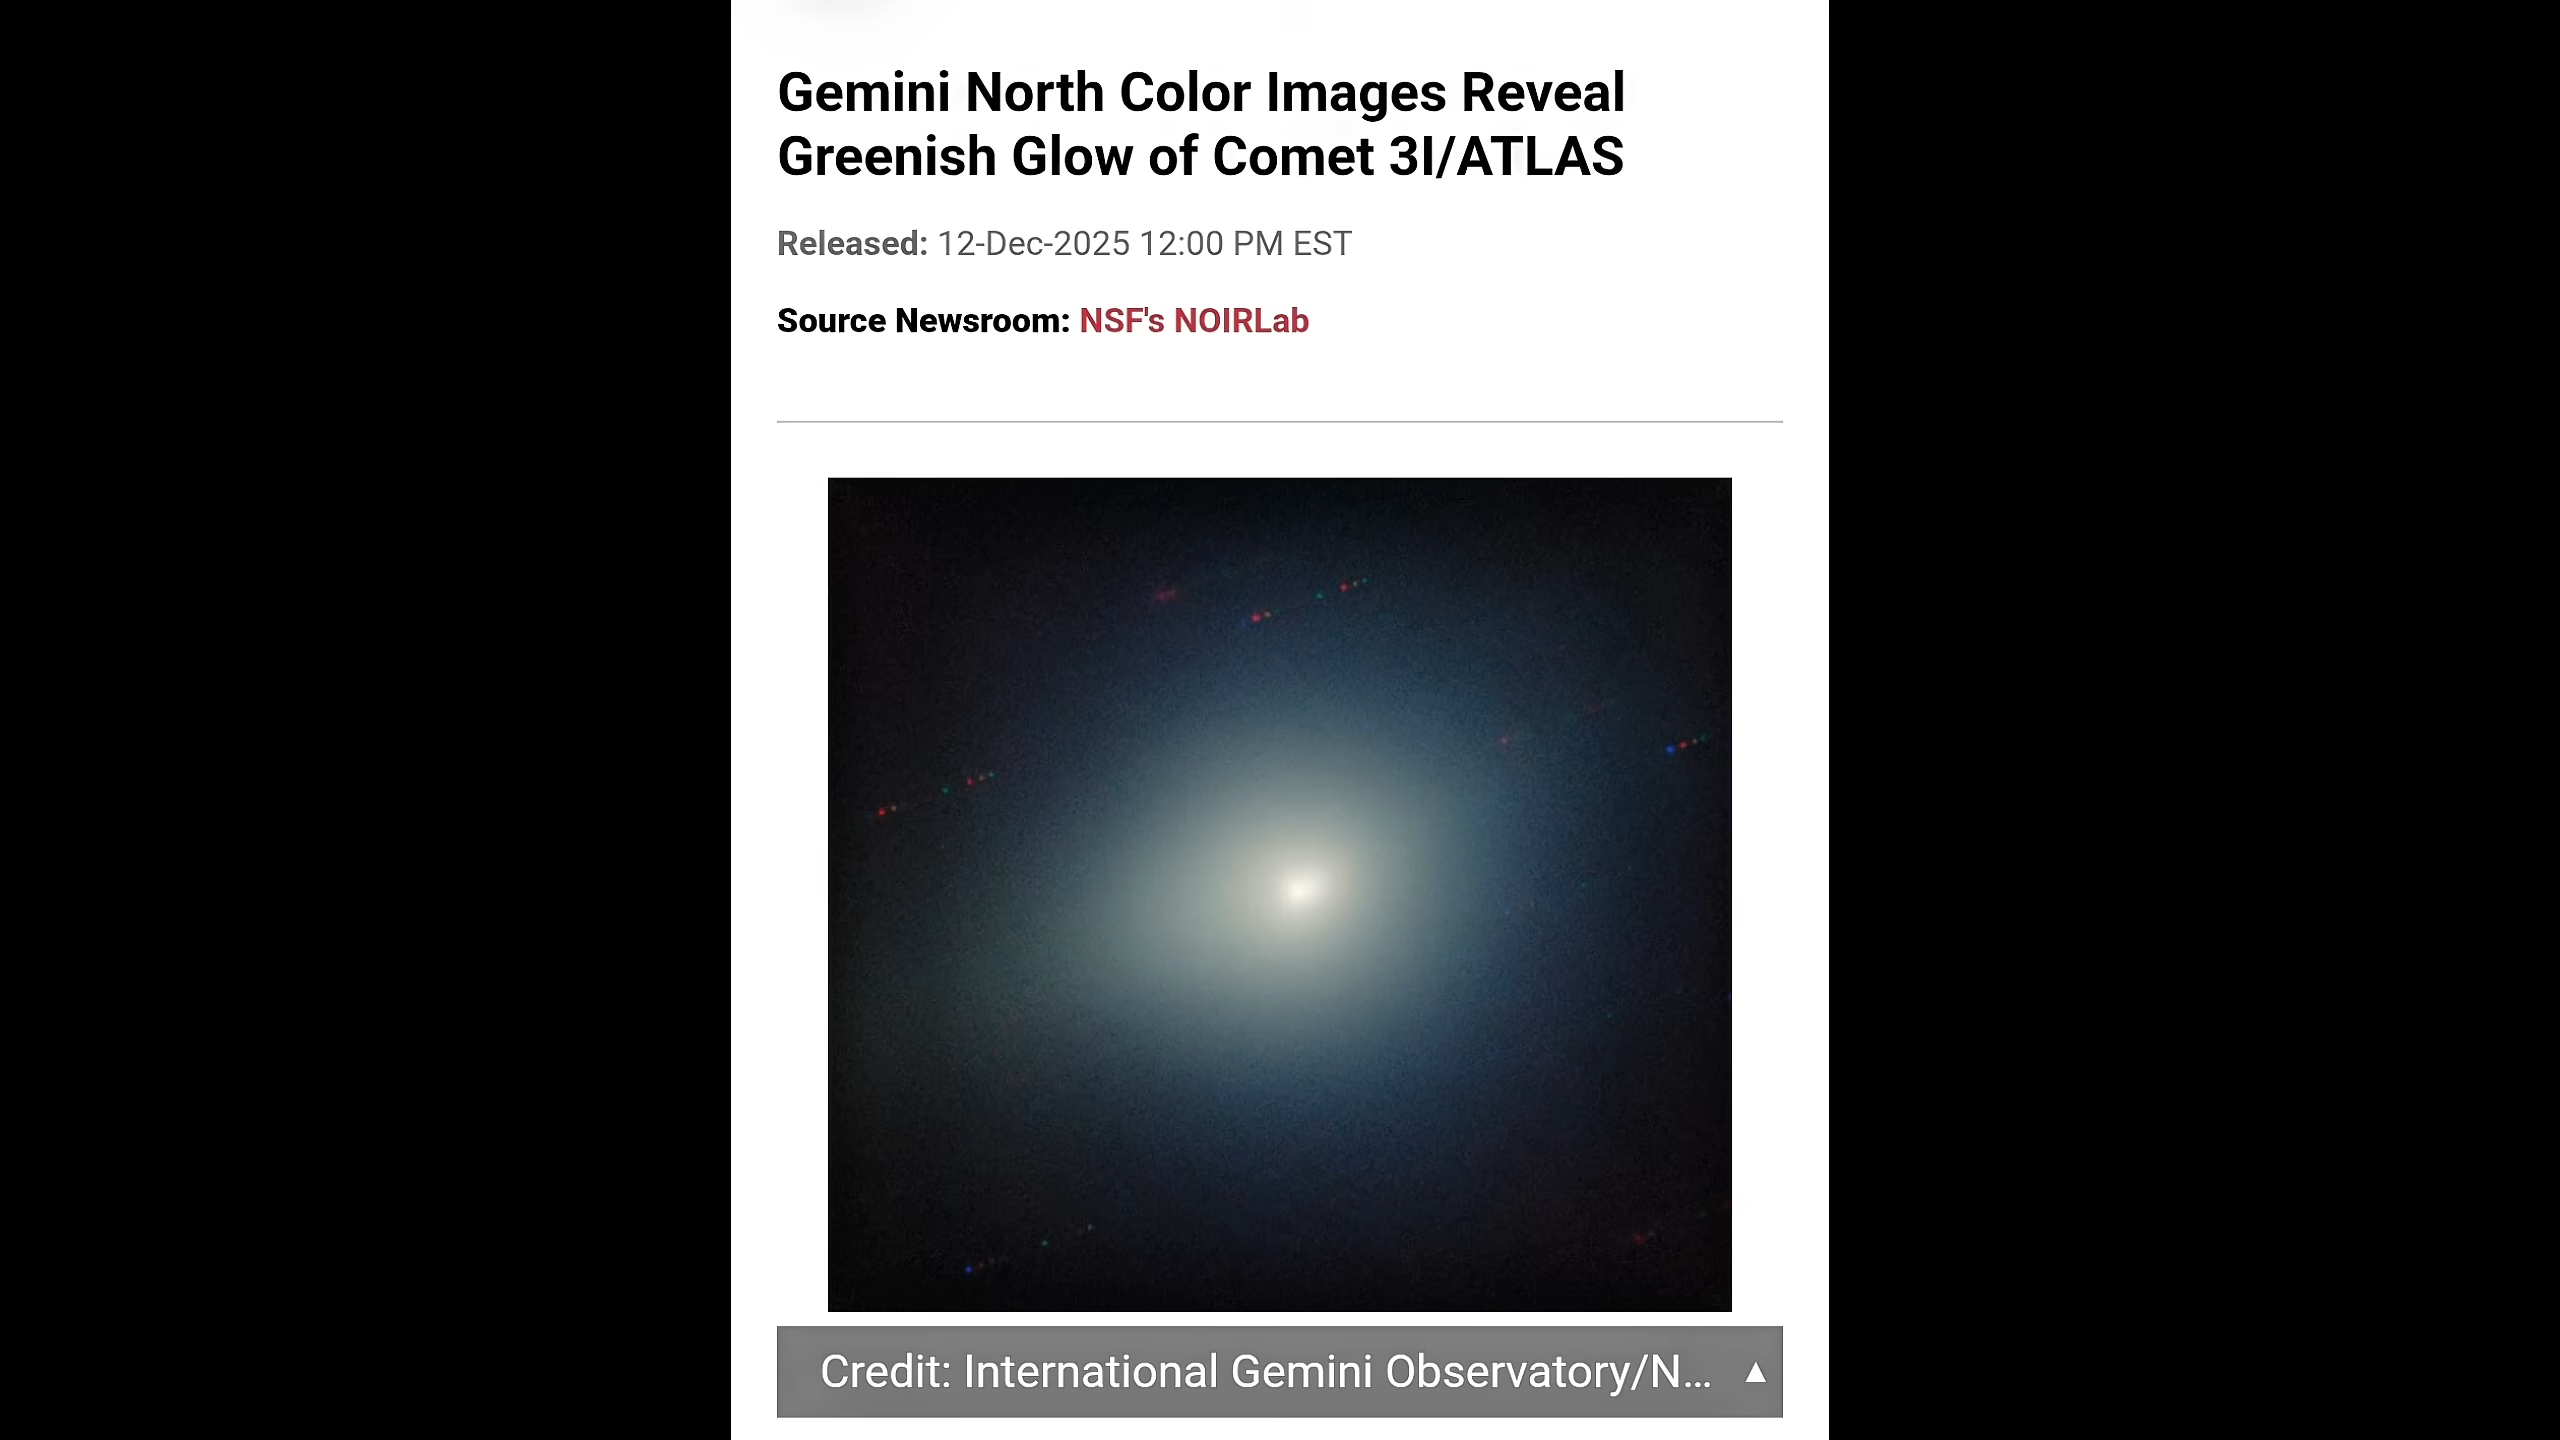 Gemini North Color Images Reveal
Greenish Glow of Comet 3I/ATLAS
Released: 12-Dec-2025 12:00 PM EST
Source Newsroom: NSF's NOIRLab
Credit: International Gemini Observatory/N... ▲